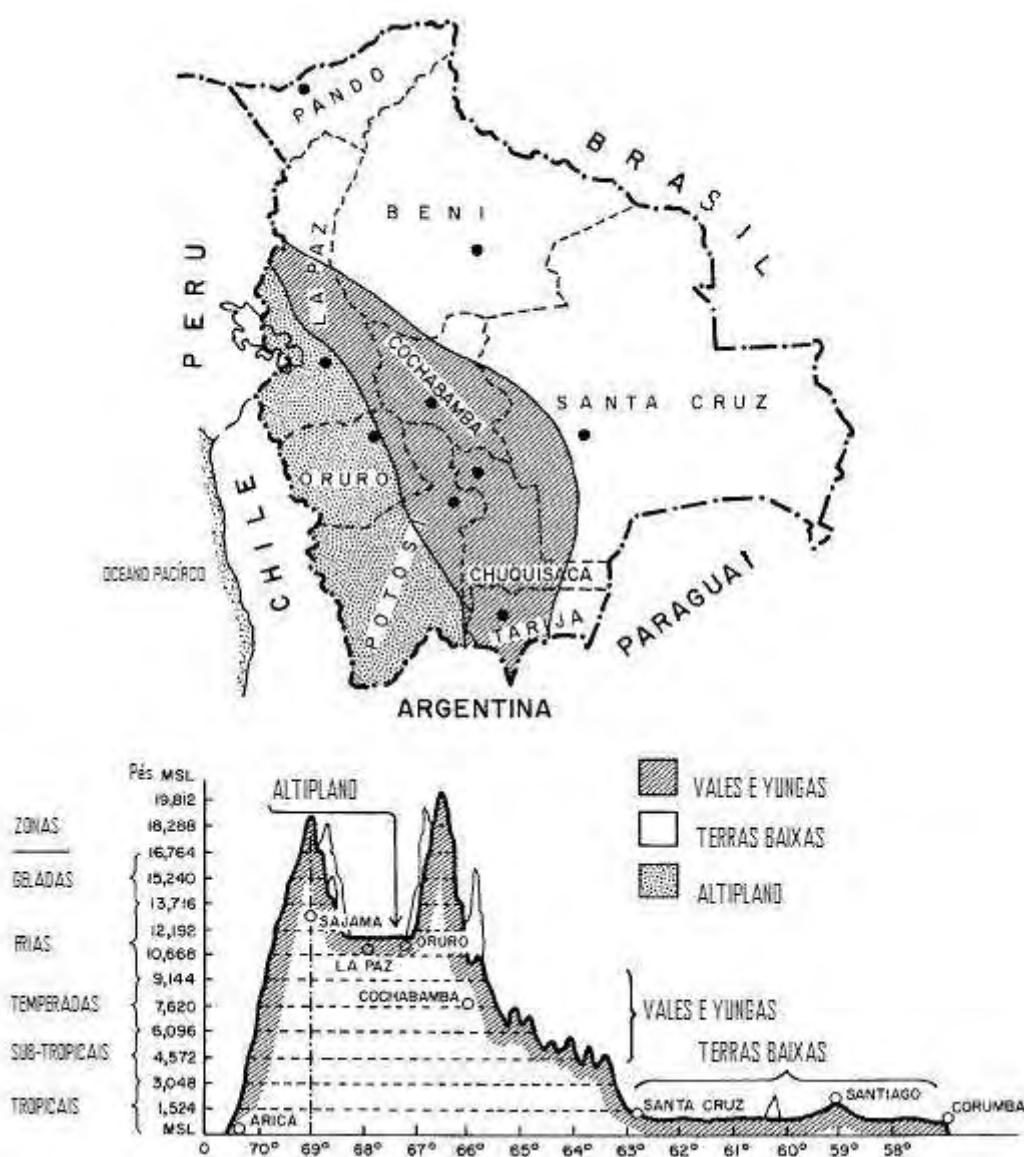 PANDO
BRASIL
BENI
LA PAZ
PERU
COCHABAMBA
SANTA CRUZ
ORURO
CHILE
OCEANO PACÍRCO
POTOSI
CHUQUISACA
TARIJA
PARAGUAI
ARGENTINA
Pés MSL
ALTIPLANO
VALES E YUNGAS
TERRAS BAIXAS
ALTIPLANO
ZONAS
GELADAS
FRIAS
TEMPERADAS
SUB-TROPICAIS
TROPICAIS
19,812
18,288
16,764
15,240
13,716
12,192
10,668
9,144
7,620
6,096
4,572
3,048
1,524
MSL
SAJAMA
LA PAZ
ORURO
COCHABAMBA
ARICA
VALES E YUNGAS
TERRAS BAIXAS
SANTA CRUZ
SANTIAGO
CORUMBA
0 70° 69° 68° 67° 66° 65° 64° 63° 62° 61° 60° 59° 58°